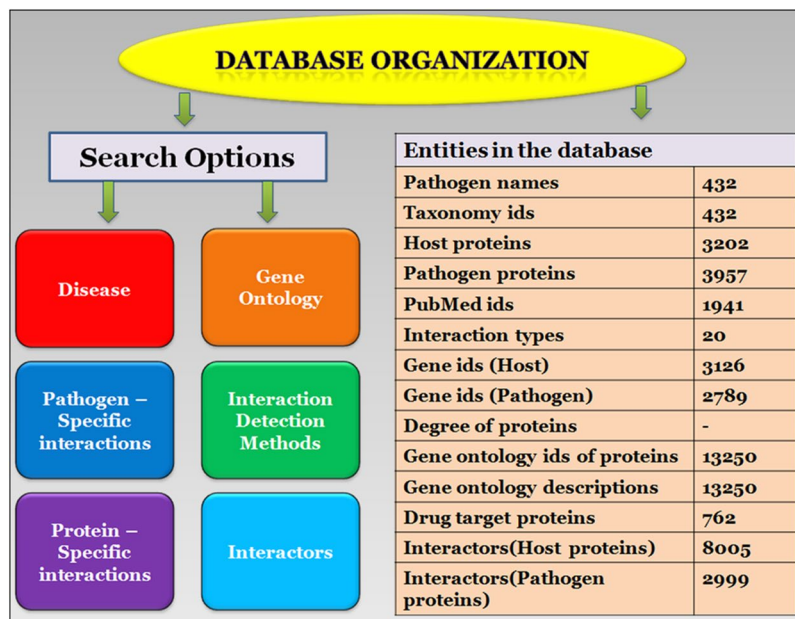 DATABASE ORGANIZATION
Search Options
Disease
Gene
Ontology
Pathogen –
Specific
interactions
Interaction
Detection
Methods
Protein –
Specific
interactions
Interactors
Entities in the database
Pathogen names 432
Taxonomy ids 432
Host proteins 3202
Pathogen proteins 3957
PubMed ids 1941
Interaction types 20
Gene ids (Host) 3126
Gene ids (Pathogen) 2789
Degree of proteins -
Gene ontology ids of proteins 13250
Gene ontology descriptions 13250
Drug target proteins 762
Interactors(Host proteins) 8005
Interactors(Pathogen 2999
proteins)